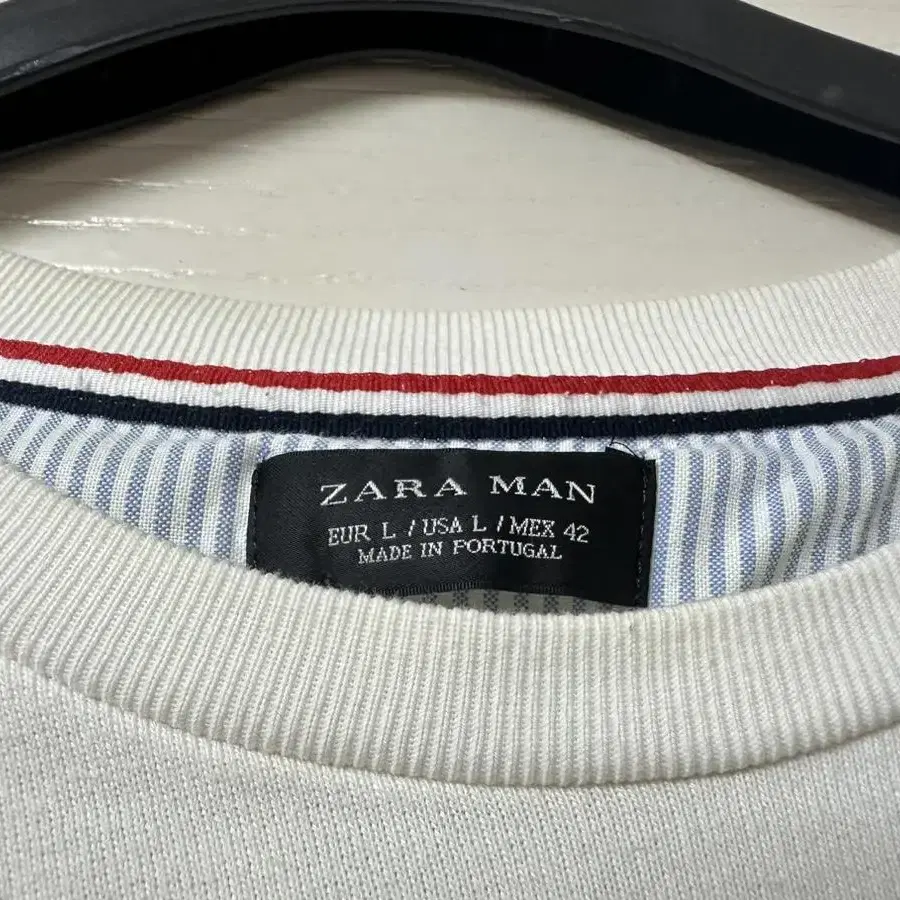 ZARA MAN
EUR L / USA L / MEX 42
MADE IN PORTUGAL